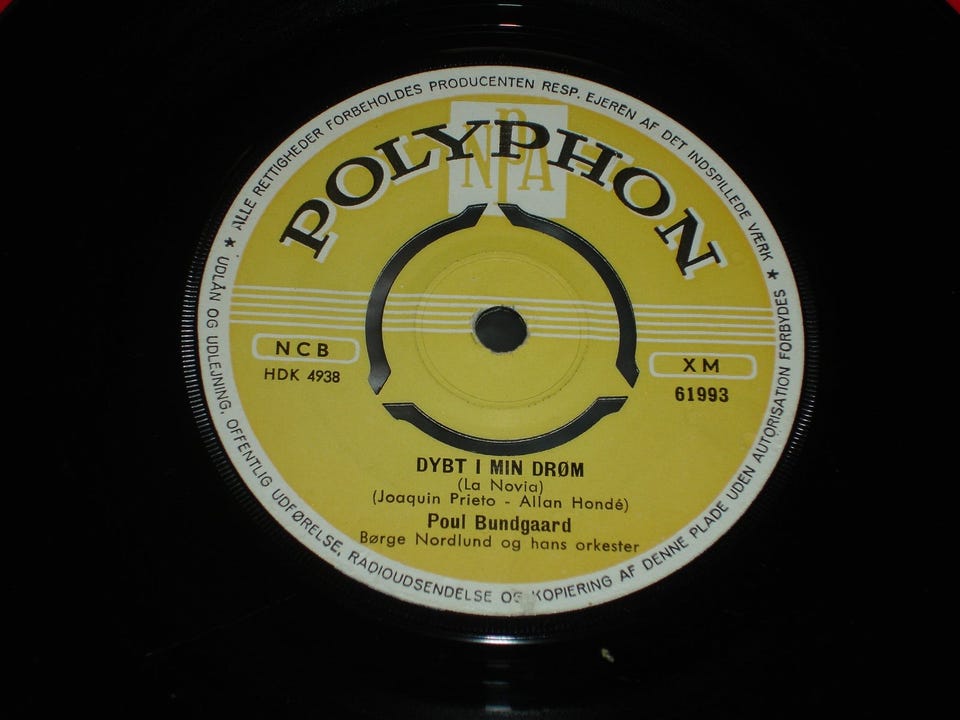 ALLE RETTIGHEDER FORBEHOLDES PRODUCENTEN RESP. EJEREN AF DET INDSPILLEDE VÆRK ★
NPA
POLYPHON
NCB
HDK 4938
XM
61993
DYBT I MIN DRØM
(La Novia)
(Joaquin Prieto - Allan Hondé)
Poul Bundgaard
Børge Nordlund og hans orkester
★ UDLÅN OG UDLEJNING, OFFENTLIG UDFØRELSE, RADIOUDSENDELSE OG KOPIERING AF DENNE PLADE UDEN AUTORISATION FORBYDES